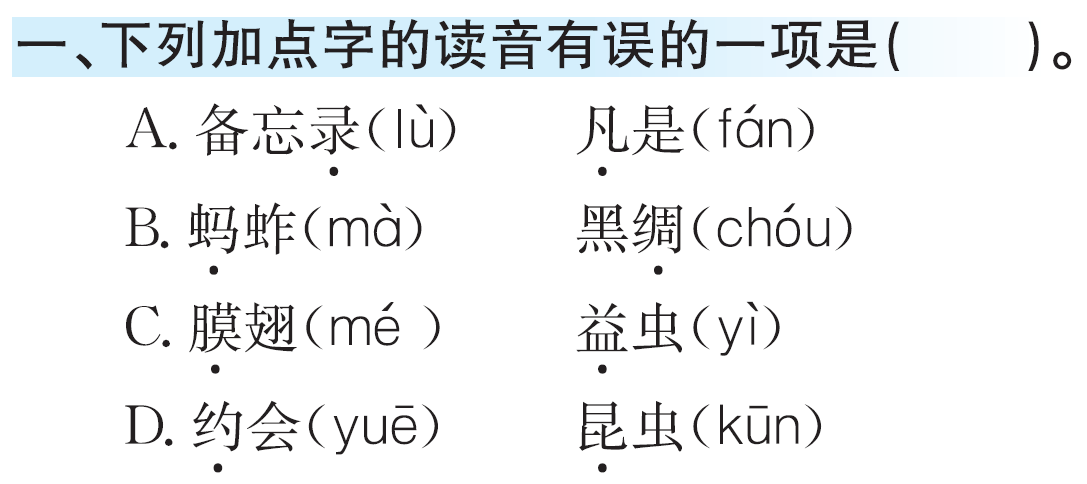 一、下列加点字的读音有误的一项是(　　)。
A. 备忘录(lù)　　凡是(fán)
B. 蚂蚱(mà)　　黑绸(chóu)
C. 膜翅(mé )　　益虫(yì)
D. 约会(yuē)　　昆虫(kūn)